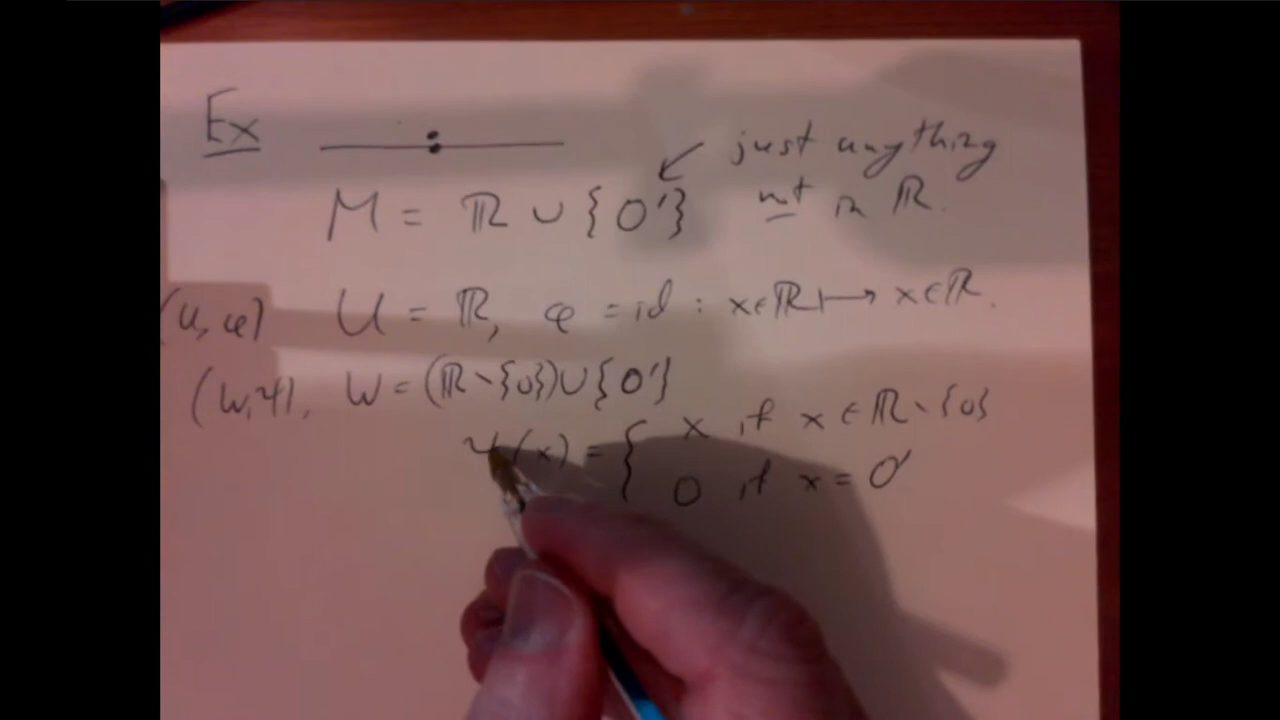 Ex
just anything
M = ℝ ∪ {0'} not in ℝ.
(U, φ) U = ℝ, φ = id : x∈ℝ ↦ x∈ℝ.
(W, ψ), W = (ℝ∖{0})∪{0'}
ψ(x) = { x if x ∈ ℝ∖{0}
0 if x = 0'